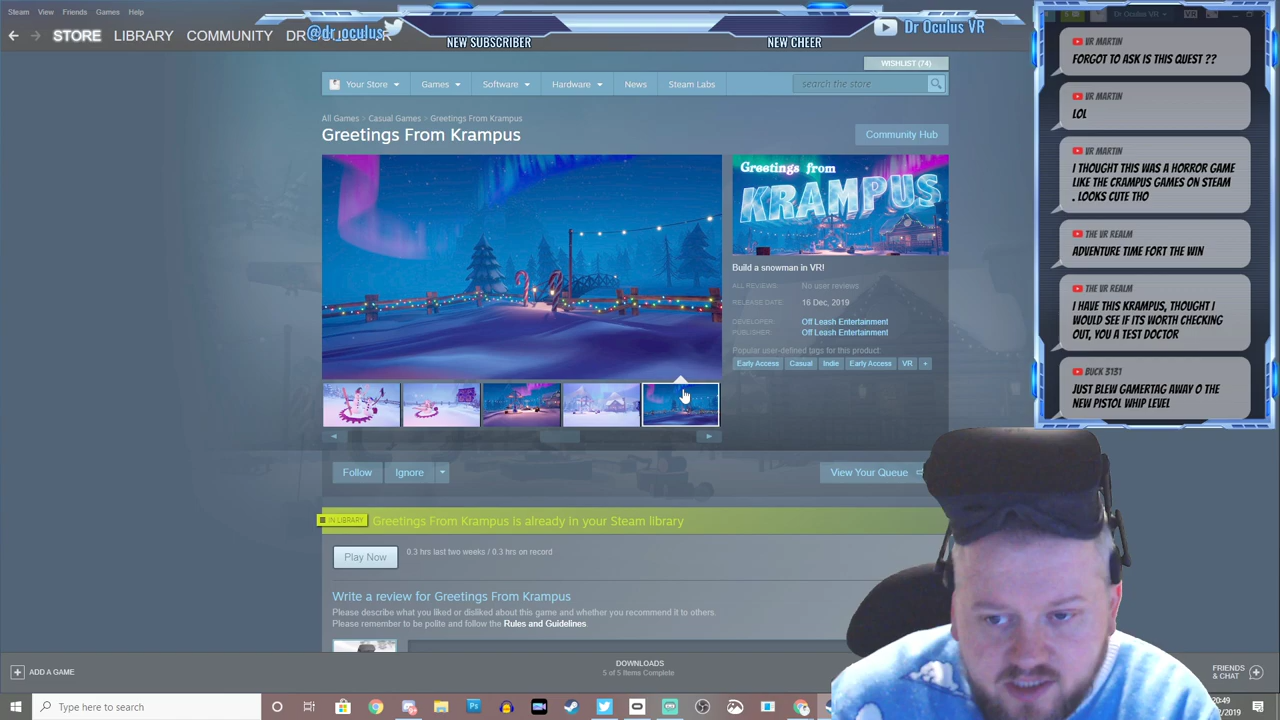 Steam View Friends Games Help
STORE LIBRARY COMMUNITY
@dr_oculus
Dr Oculus VR
NEW SUBSCRIBER
NEW CHEER
Dr Oculus VR
VR
WISHLIST (74)
Your Store Games Software Hardware News Steam Labs
search the store
All Games > Casual Games > Greetings From Krampus
Greetings From Krampus
Community Hub
Greetings from
KRAMPUS
Build a snowman in VR!
ALL REVIEWS: No user reviews
RELEASE DATE: 16 Dec, 2019
DEVELOPER: Off Leash Entertainment
PUBLISHER: Off Leash Entertainment
Popular user-defined tags for this product:
Early Access Casual Indie Early Access VR +
Follow Ignore
View Your Queue
IN LIBRARY Greetings From Krampus is already in your Steam library
Play Now 0.3 hrs last two weeks / 0.3 hrs on record
Write a review for Greetings From Krampus
Please describe what you liked or disliked about this game and whether you recommend it to others.
Please remember to be polite and follow the Rules and Guidelines.
+ ADD A GAME
DOWNLOADS
5 of 5 Items Complete
FRIENDS
& CHAT
Type here to search
20:49
VR MARTIN
FORGOT TO ASK IS THIS QUEST ??
VR MARTIN
LOL
VR MARTIN
I THOUGHT THIS WAS A HORROR GAME
LIKE THE CRAMPUS GAMES ON STEAM
. LOOKS CUTE THO
THE VR REALM
ADVENTURE TIME FORT THE WIN
THE VR REALM
I HAVE THIS KRAMPUS, THOUGHT I
WOULD SEE IF ITS WORTH CHECKING
OUT, YOU A TEST DOCTOR
BUCK 3131
JUST BLEW GAMERTAG AWAY O THE
NEW PISTOL WHIP LEVEL